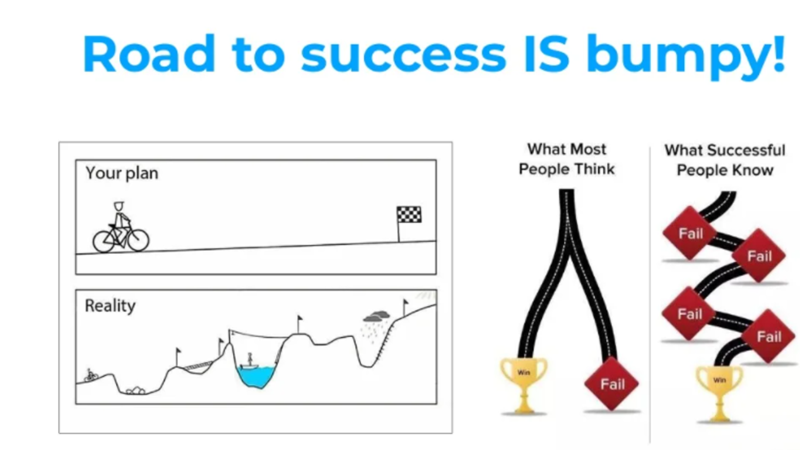 Road to success IS bumpy!
Your plan
Reality
What Most
People Think
Win
Fail
What Successful
People Know
Fail
Fail
Fail
Fail
Win